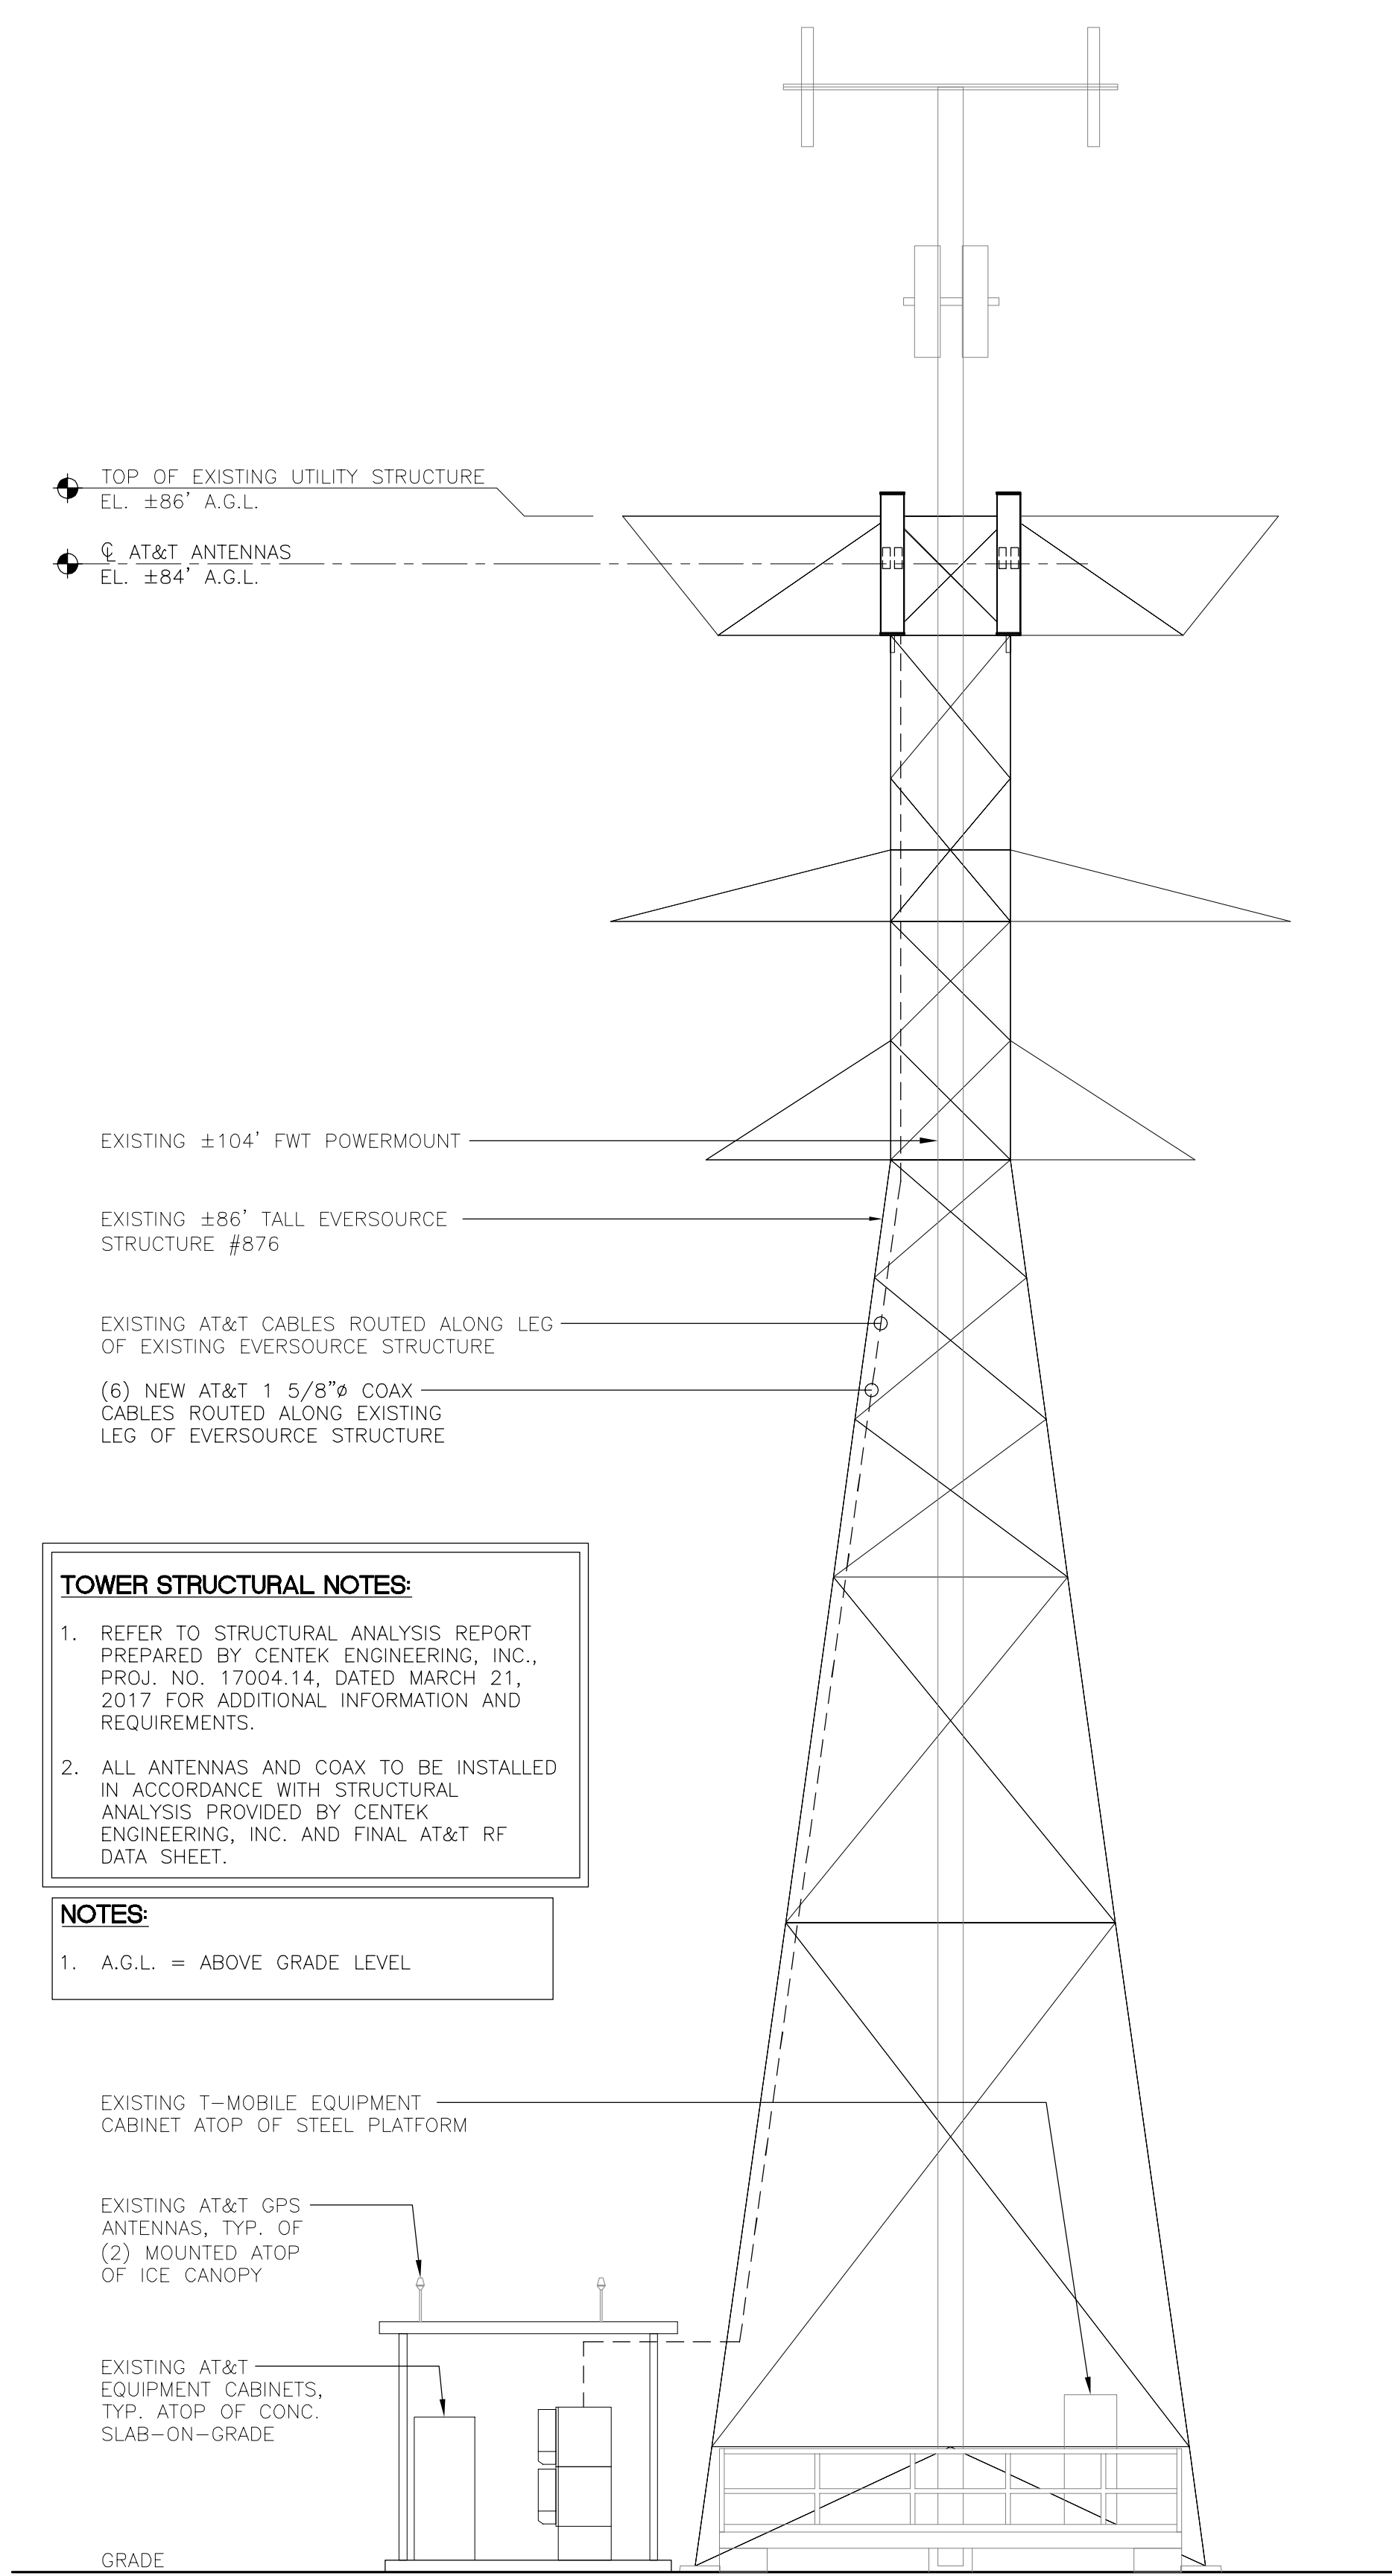 TOP OF EXISTING UTILITY STRUCTURE
EL. ±86' A.G.L.
℄ AT&T ANTENNAS
EL. ±84' A.G.L.
EXISTING ±104' FWT POWERMOUNT
EXISTING ±86' TALL EVERSOURCE
STRUCTURE #876
EXISTING AT&T CABLES ROUTED ALONG LEG
OF EXISTING EVERSOURCE STRUCTURE
(6) NEW AT&T 1 5/8"ø COAX
CABLES ROUTED ALONG EXISTING
LEG OF EVERSOURCE STRUCTURE
TOWER STRUCTURAL NOTES:
1. REFER TO STRUCTURAL ANALYSIS REPORT
PREPARED BY CENTEK ENGINEERING, INC.,
PROJ. NO. 17004.14, DATED MARCH 21,
2017 FOR ADDITIONAL INFORMATION AND
REQUIREMENTS.
2. ALL ANTENNAS AND COAX TO BE INSTALLED
IN ACCORDANCE WITH STRUCTURAL
ANALYSIS PROVIDED BY CENTEK
ENGINEERING, INC. AND FINAL AT&T RF
DATA SHEET.
NOTES:
1. A.G.L. = ABOVE GRADE LEVEL
EXISTING T-MOBILE EQUIPMENT
CABINET ATOP OF STEEL PLATFORM
EXISTING AT&T GPS
ANTENNAS, TYP. OF
(2) MOUNTED ATOP
OF ICE CANOPY
EXISTING AT&T
EQUIPMENT CABINETS,
TYP. ATOP OF CONC.
SLAB-ON-GRADE
GRADE